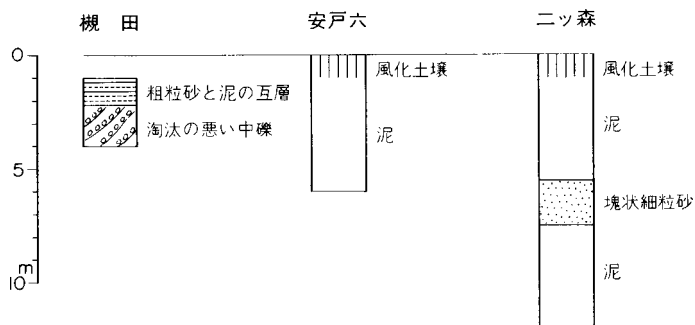 槻田 安戸六 二ッ森
0
風化土壌 風化土壌
粗粒砂と泥の互層
淘汰の悪い中礫 泥 泥
5
塊状細粒砂
m 泥
10